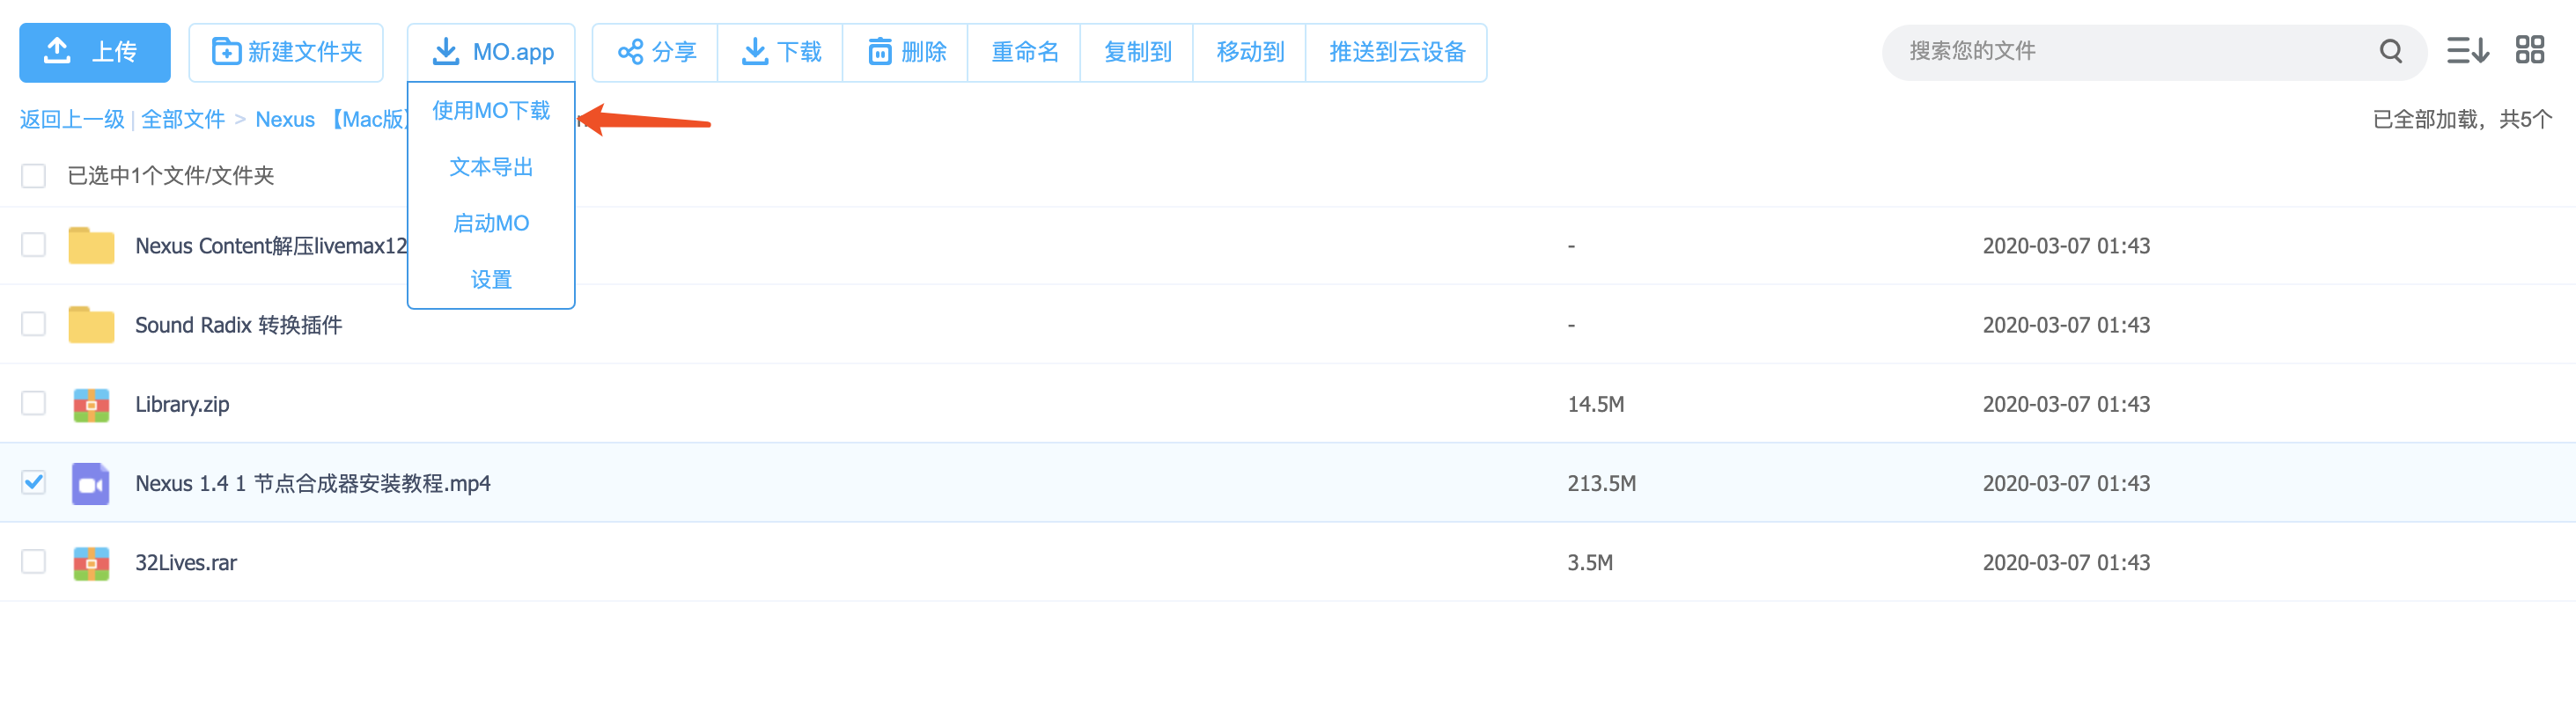 上传 新建文件夹 MO.app 分享 下载 删除 重命名 复制到 移动到 推送到云设备 搜索您的文件
使用MO下载
文本导出
启动MO
设置
返回上一级 | 全部文件 > Nexus 【Mac版】 已全部加载，共5个
已选中1个文件/文件夹
Nexus Content解压livemax12 - 2020-03-07 01:43
Sound Radix 转换插件 - 2020-03-07 01:43
Library.zip 14.5M 2020-03-07 01:43
Nexus 1.4 1 节点合成器安装教程.mp4 213.5M 2020-03-07 01:43
32Lives.rar 3.5M 2020-03-07 01:43